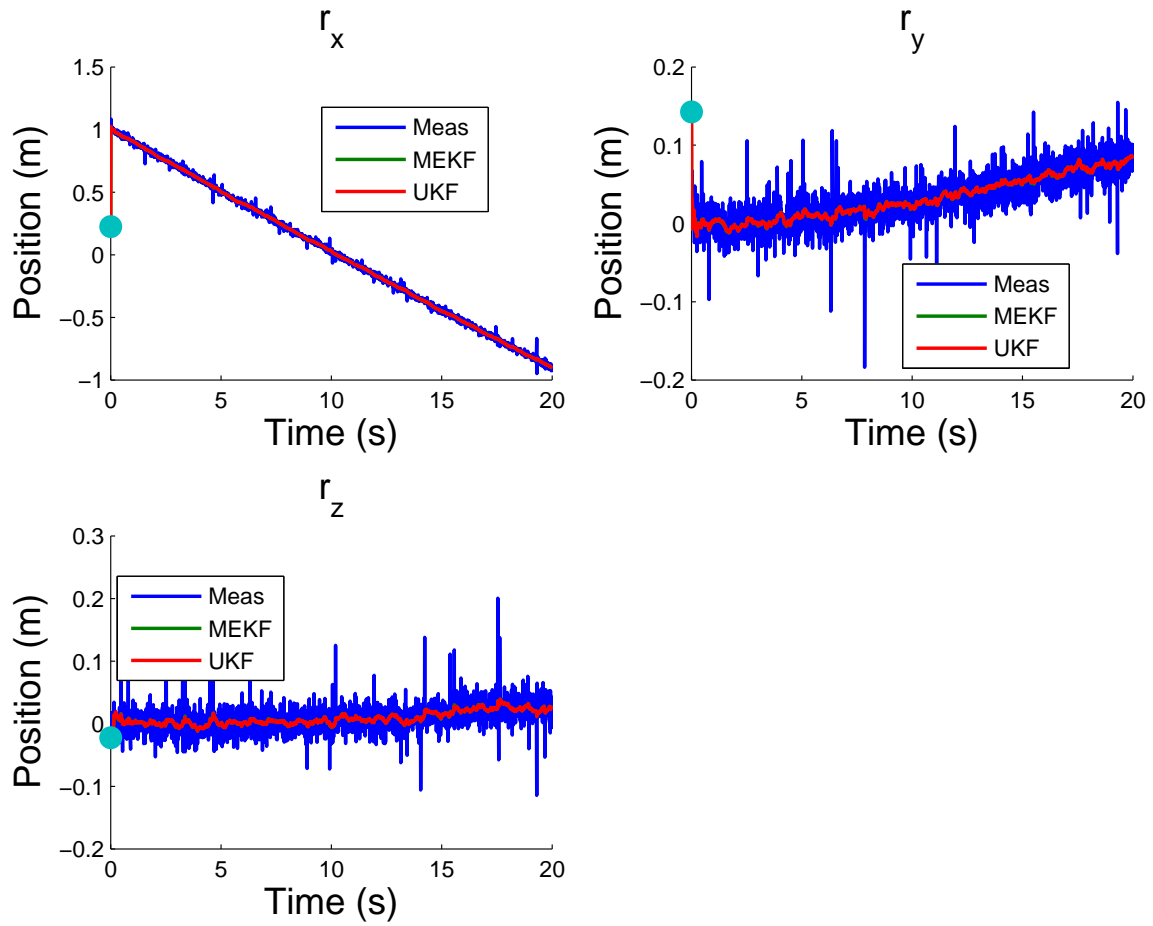 r_x
Position (m)
1.5
1
0.5
0
−0.5
−1
Meas
MEKF
UKF
0 5 10 15 20
Time (s)
r_y
Position (m)
0.2
0.1
0
−0.1
−0.2
Meas
MEKF
UKF
0 5 10 15 20
Time (s)
r_z
Position (m)
0.3
0.2
0.1
0
−0.1
−0.2
Meas
MEKF
UKF
0 5 10 15 20
Time (s)